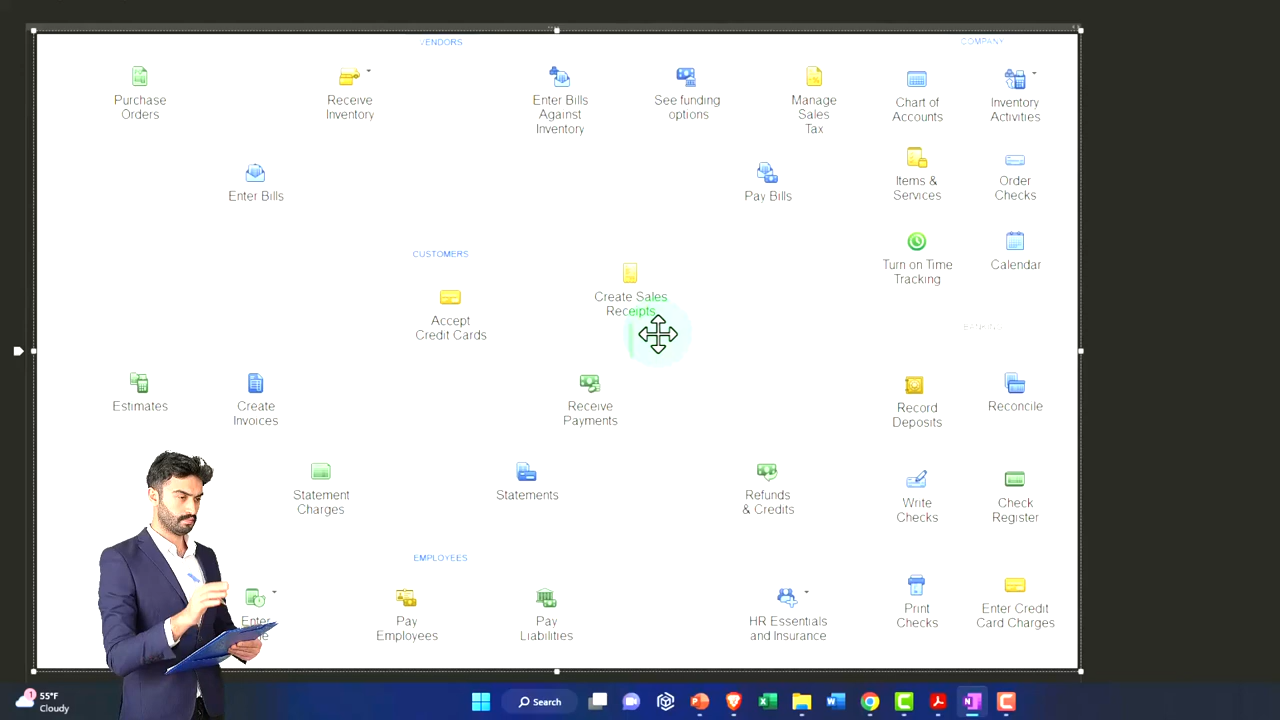 VENDORS
COMPANY
Purchase
Orders
Receive
Inventory
Enter Bills
Against
Inventory
See funding
options
Manage
Sales
Tax
Chart of
Accounts
Inventory
Activities
Enter Bills
Pay Bills
Items &
Services
Order
Checks
CUSTOMERS
Accept
Credit Cards
Create Sales
Receipts
Turn on Time
Tracking
Calendar
BANKING
Estimates
Create
Invoices
Receive
Payments
Record
Deposits
Reconcile
Statement
Charges
Statements
Refunds
& Credits
Write
Checks
Check
Register
EMPLOYEES
Enter
Pay
Employees
Pay
Liabilities
HR Essentials
and Insurance
Print
Checks
Enter Credit
Card Charges
1
55°F
Cloudy
Search